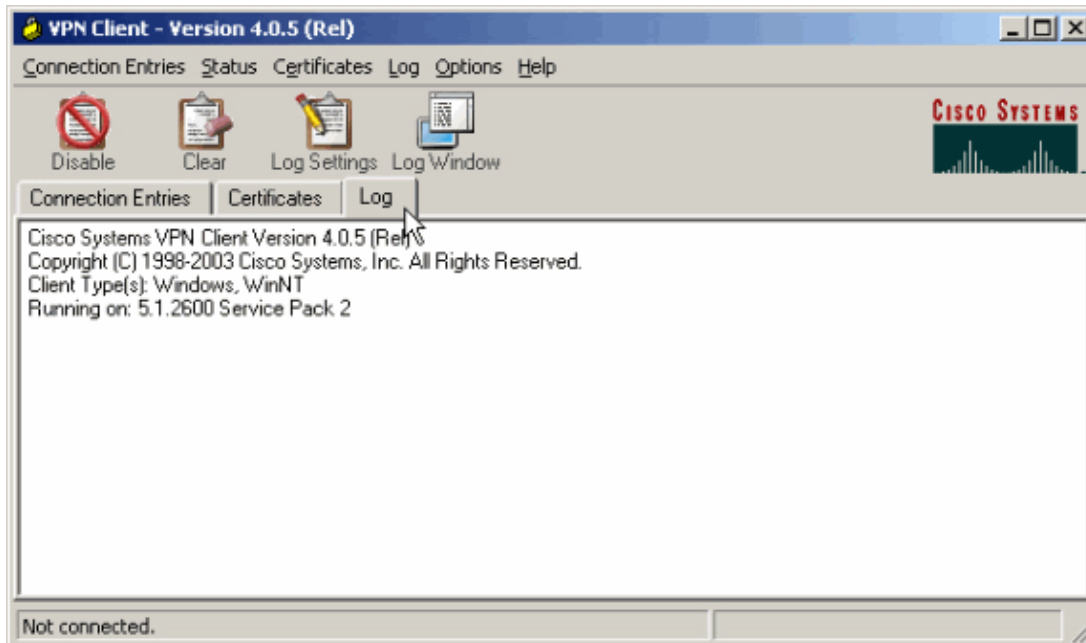 VPN Client - Version 4.0.5 (Rel)
Connection Entries Status Certificates Log Options Help
Disable Clear Log Settings Log Window
CISCO SYSTEMS
Connection Entries Certificates Log
Cisco Systems VPN Client Version 4.0.5 (Rel)
Copyright (C) 1998-2003 Cisco Systems, Inc. All Rights Reserved.
Client Type(s): Windows, WinNT
Running on: 5.1.2600 Service Pack 2
Not connected.